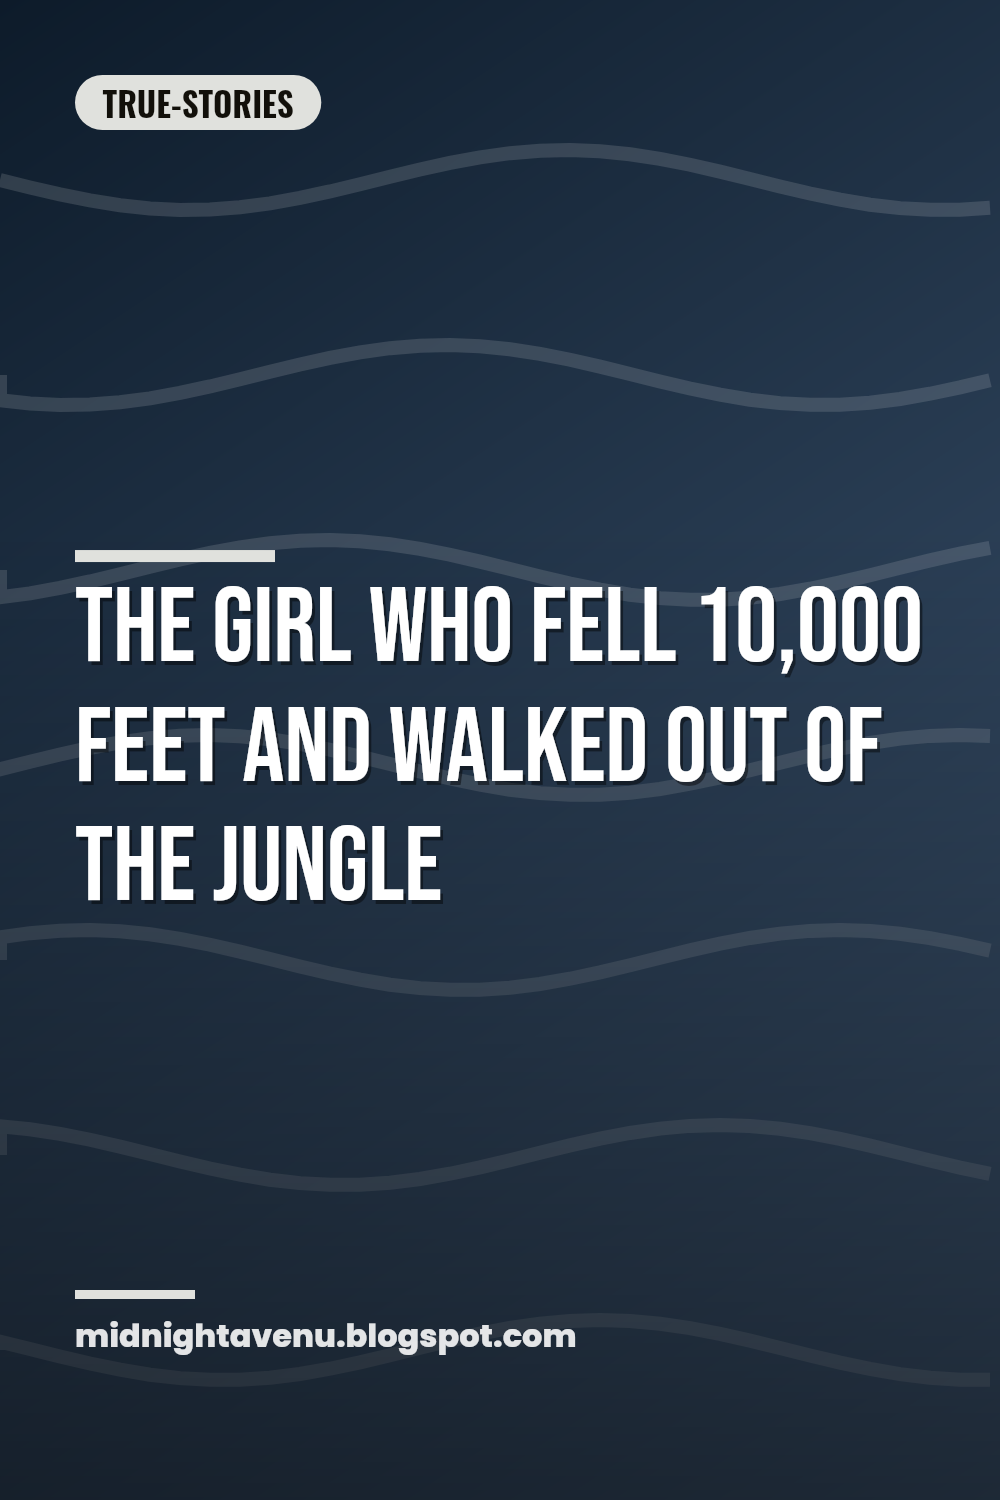 TRUE-STORIES
THE GIRL WHO FELL 10,000
FEET AND WALKED OUT OF
THE JUNGLE
midnightavenu.blogspot.com